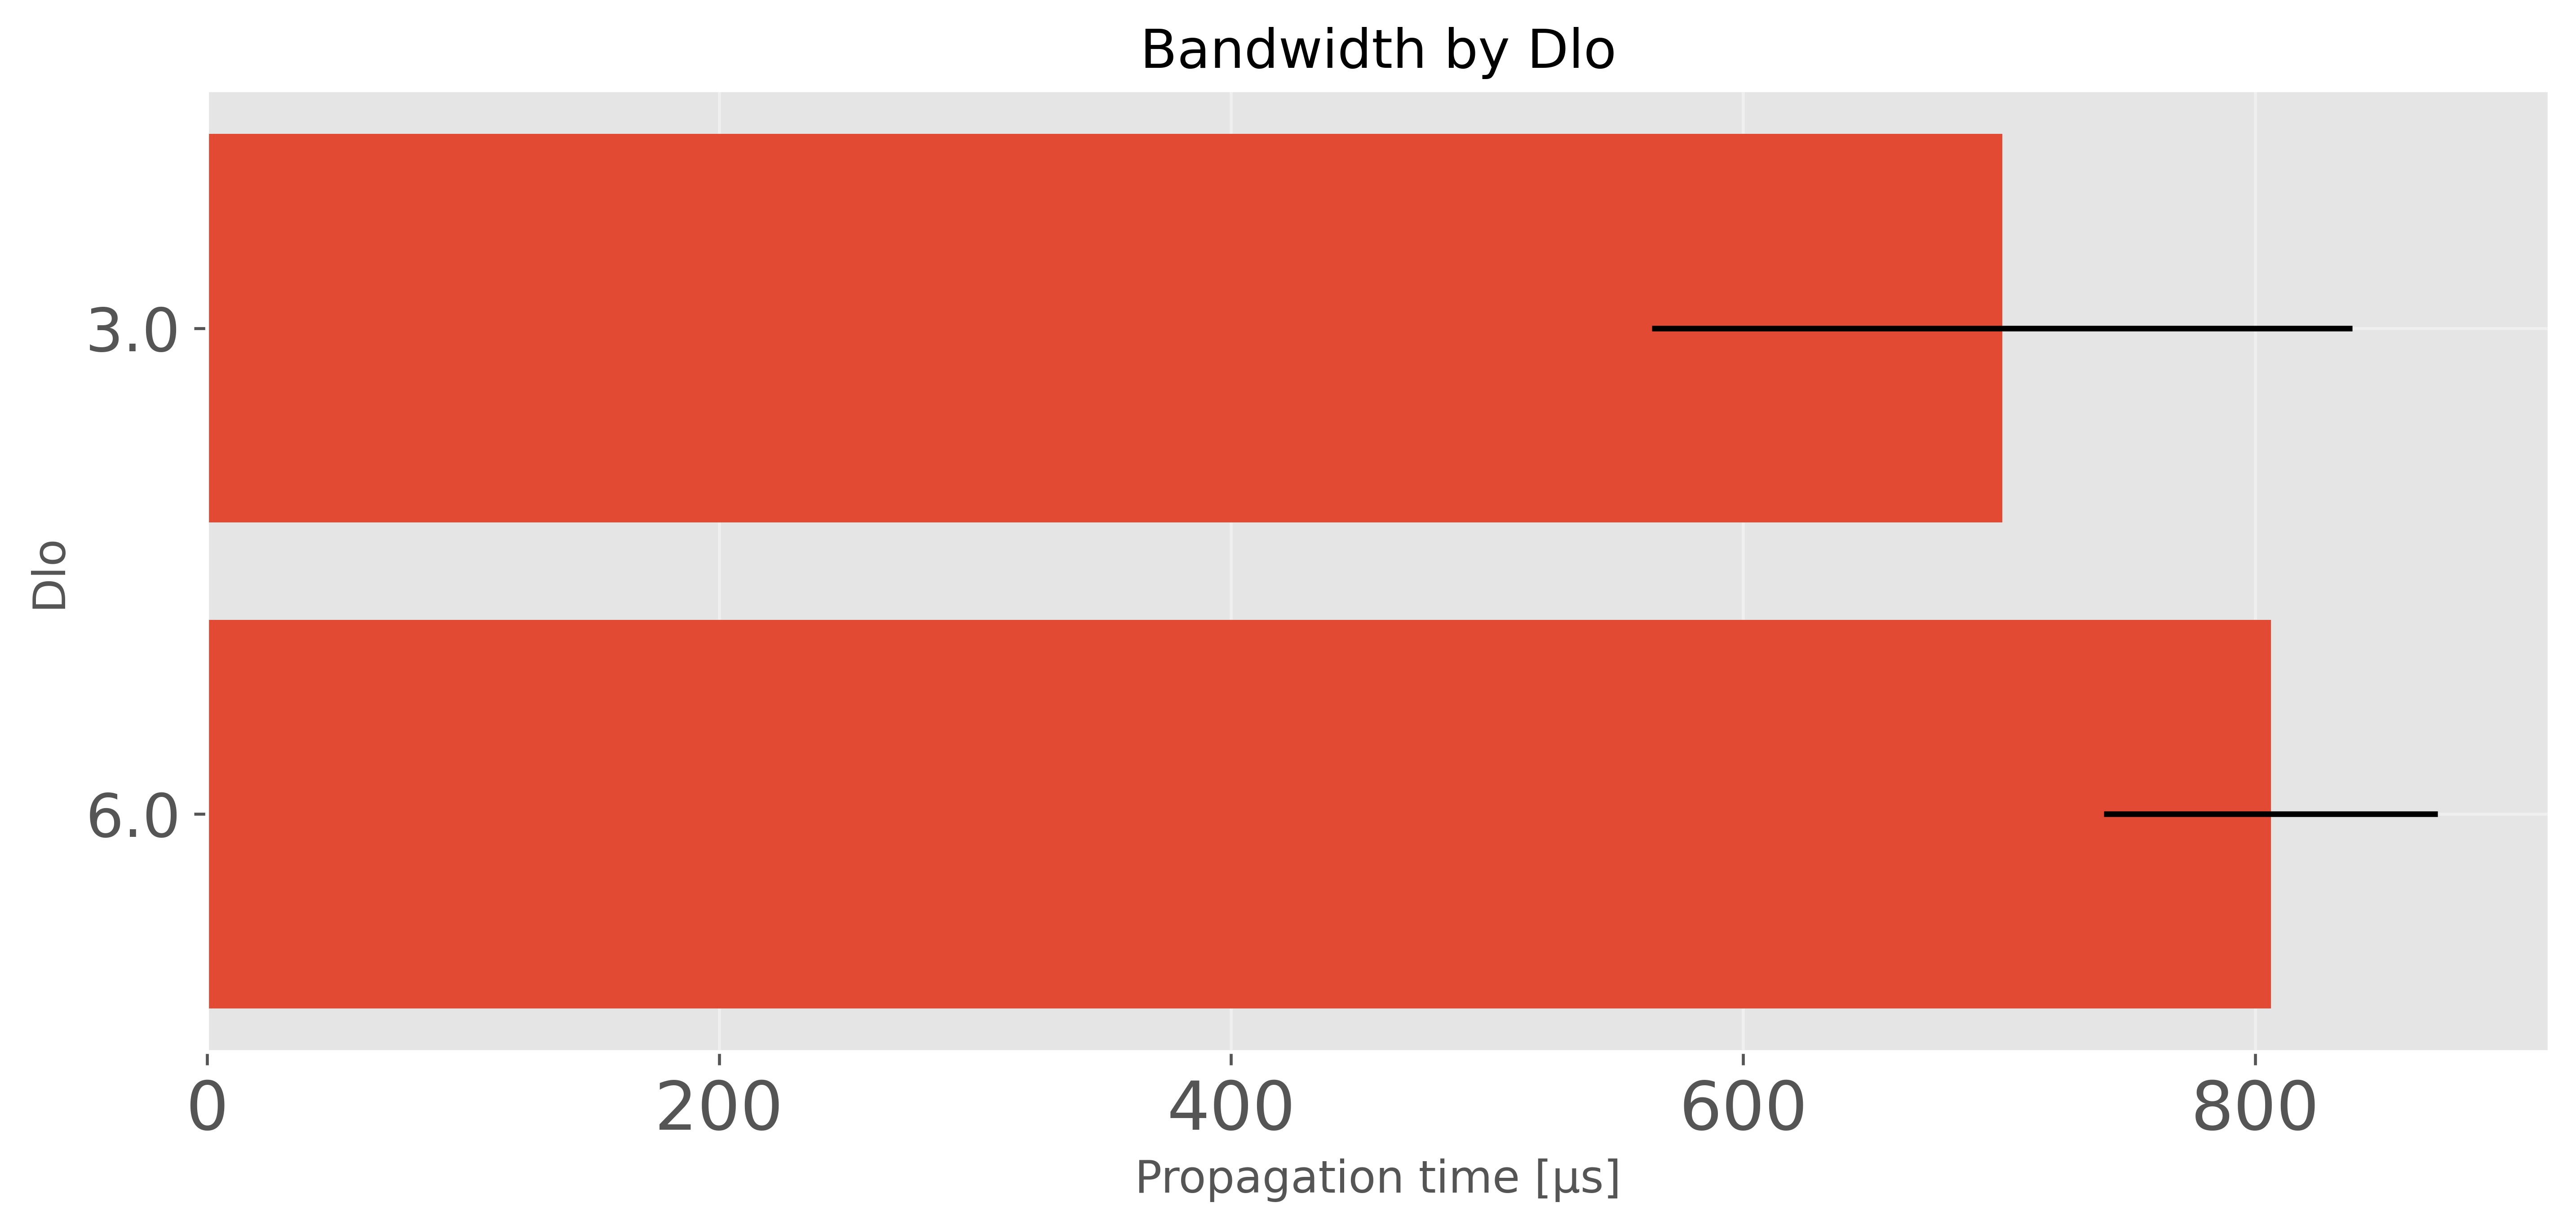 Bandwidth by Dlo
3.0
6.0
Dlo
0 200 400 600 800
Propagation time [µs]